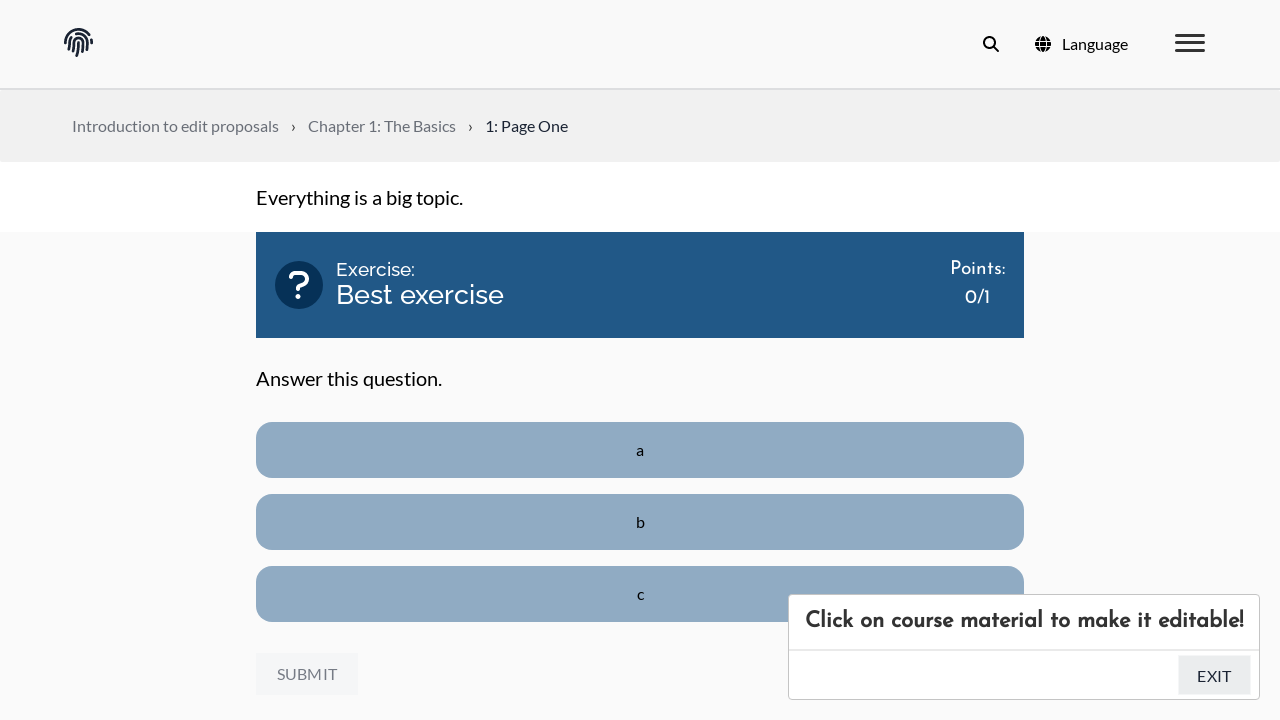 Language
Introduction to edit proposals › Chapter 1: The Basics › 1: Page One
Everything is a big topic.
Exercise:
Best exercise
Points:
0/1
Answer this question.
a
b
c
SUBMIT
Click on course material to make it editable!
EXIT